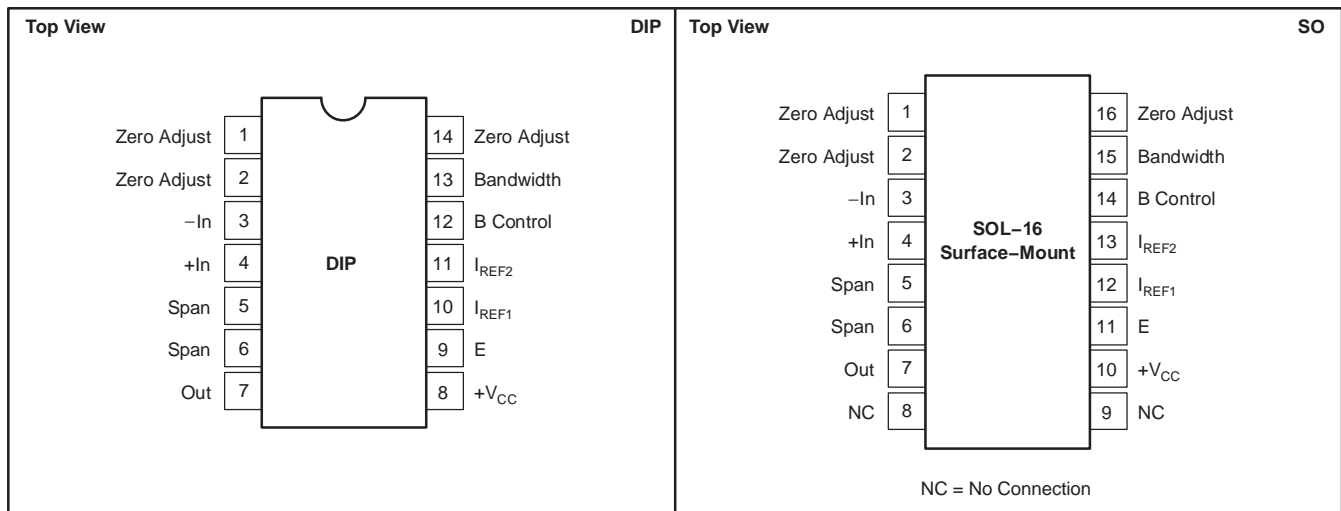 Top View DIP
Zero Adjust 1 14 Zero Adjust
Zero Adjust 2 13 Bandwidth
−In 3 12 B Control
+In 4 DIP 11 IREF2
Span 5 10 IREF1
Span 6 9 E
Out 7 8 +VCC
Top View SO
Zero Adjust 1 16 Zero Adjust
Zero Adjust 2 15 Bandwidth
−In 3 14 B Control
SOL−16
+In 4 13 IREF2
Surface−Mount
Span 5 12 IREF1
Span 6 11 E
Out 7 10 +VCC
NC 8 9 NC
NC = No Connection